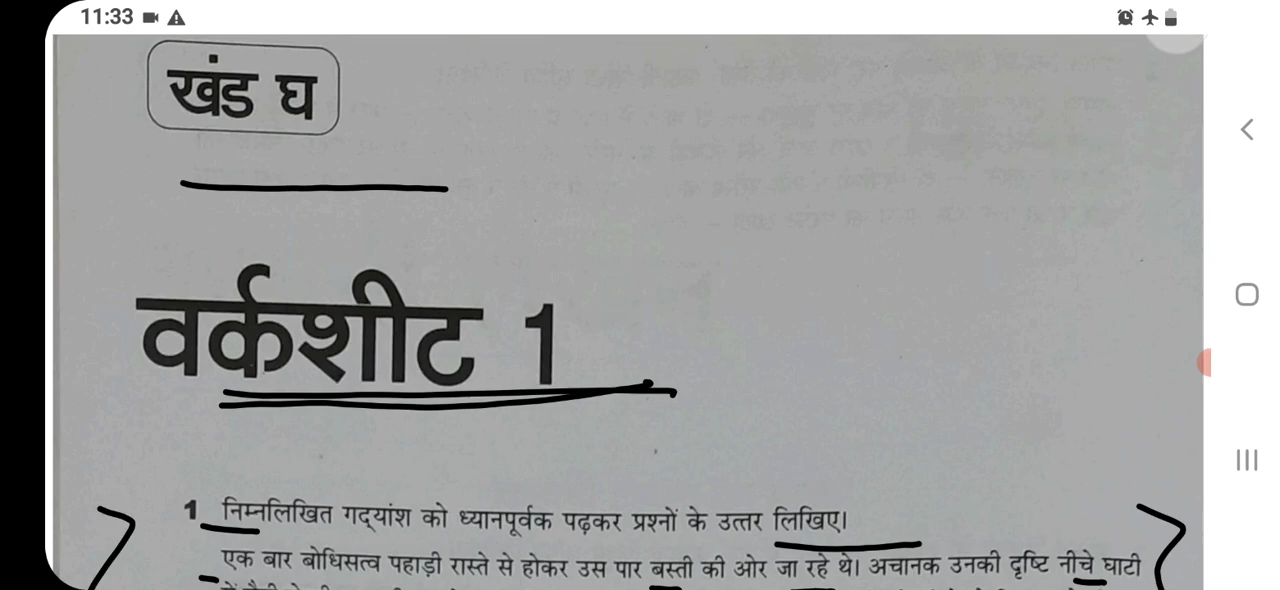 11:33
खंड घ
वर्कशीट 1
1 निम्नलिखित गद्‌यांश को ध्यानपूर्वक पढ़कर प्रश्नों के उत्तर लिखिए।
एक बार बोधिसत्व पहाड़ी रास्ते से होकर उस पार बस्ती की ओर जा रहे थे। अचानक उनकी दृष्टि नीचे घाटी